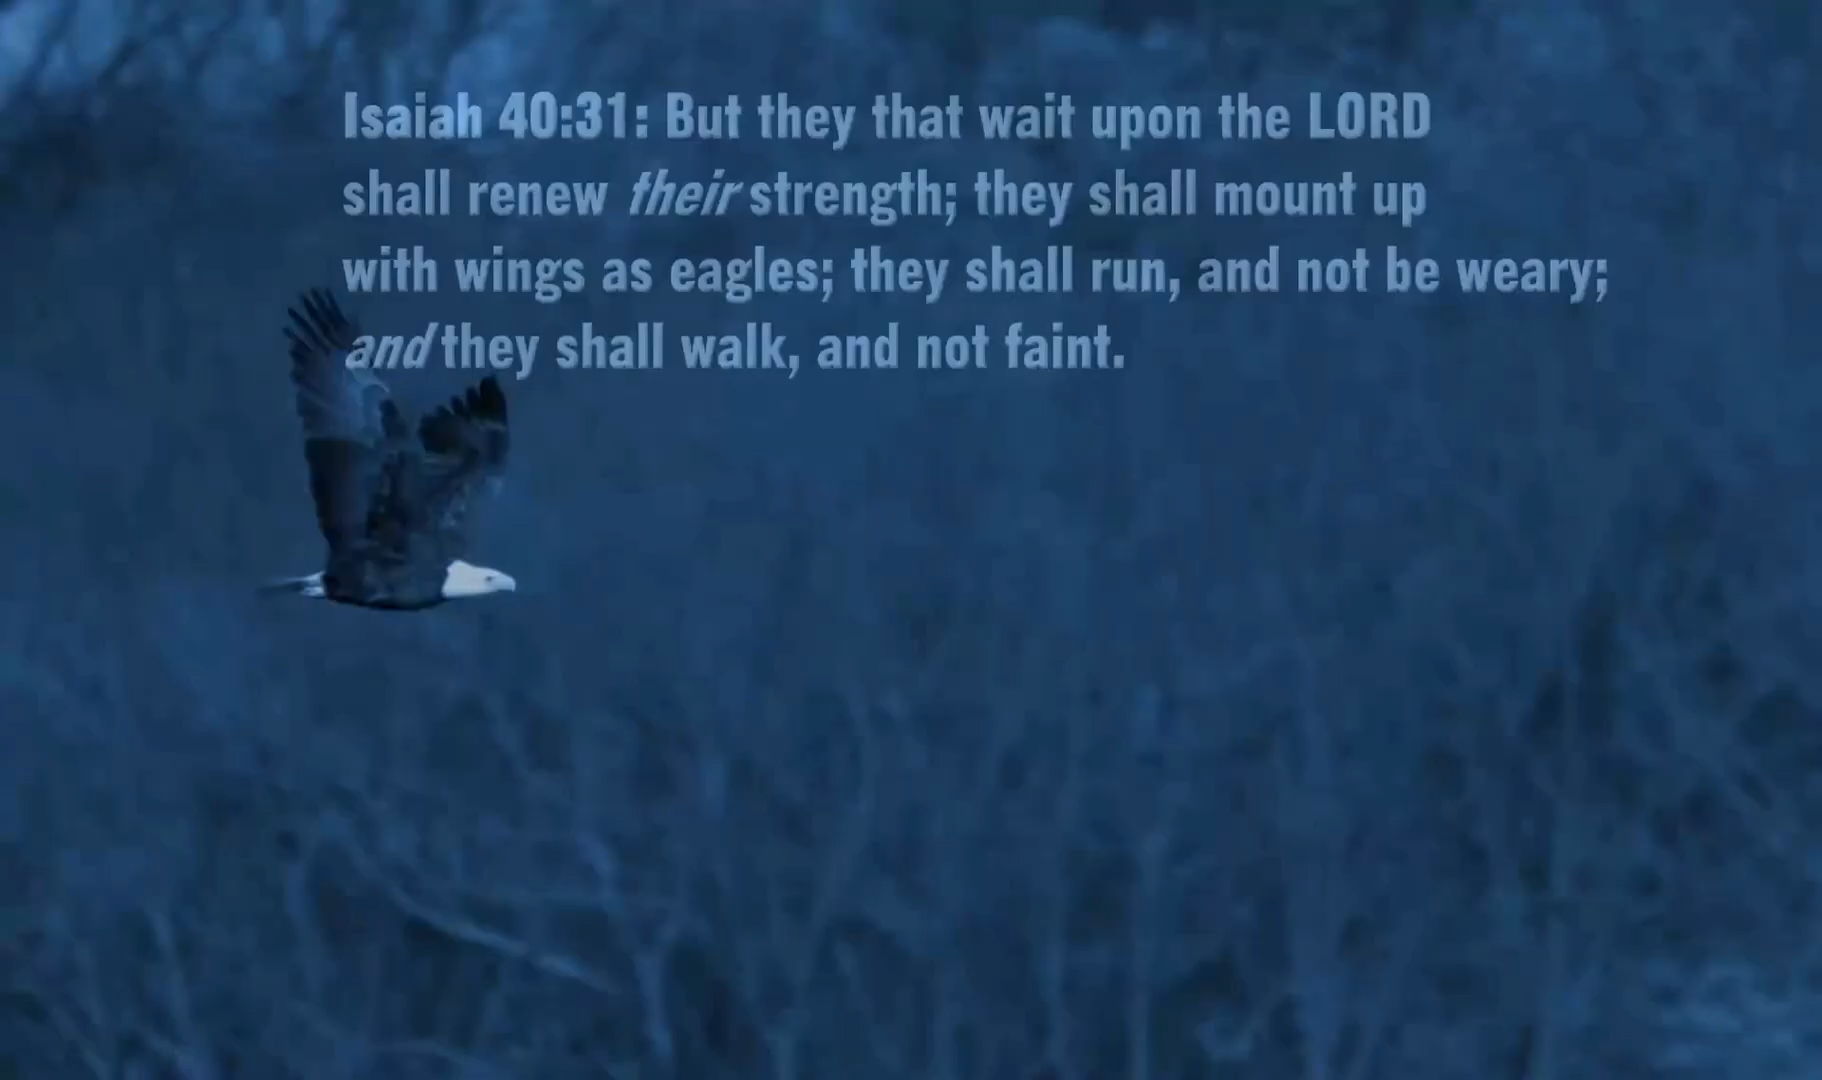 Isaiah 40:31: But they that wait upon the LORD
shall renew their strength; they shall mount up
with wings as eagles; they shall run, and not be weary;
and they shall walk, and not faint.